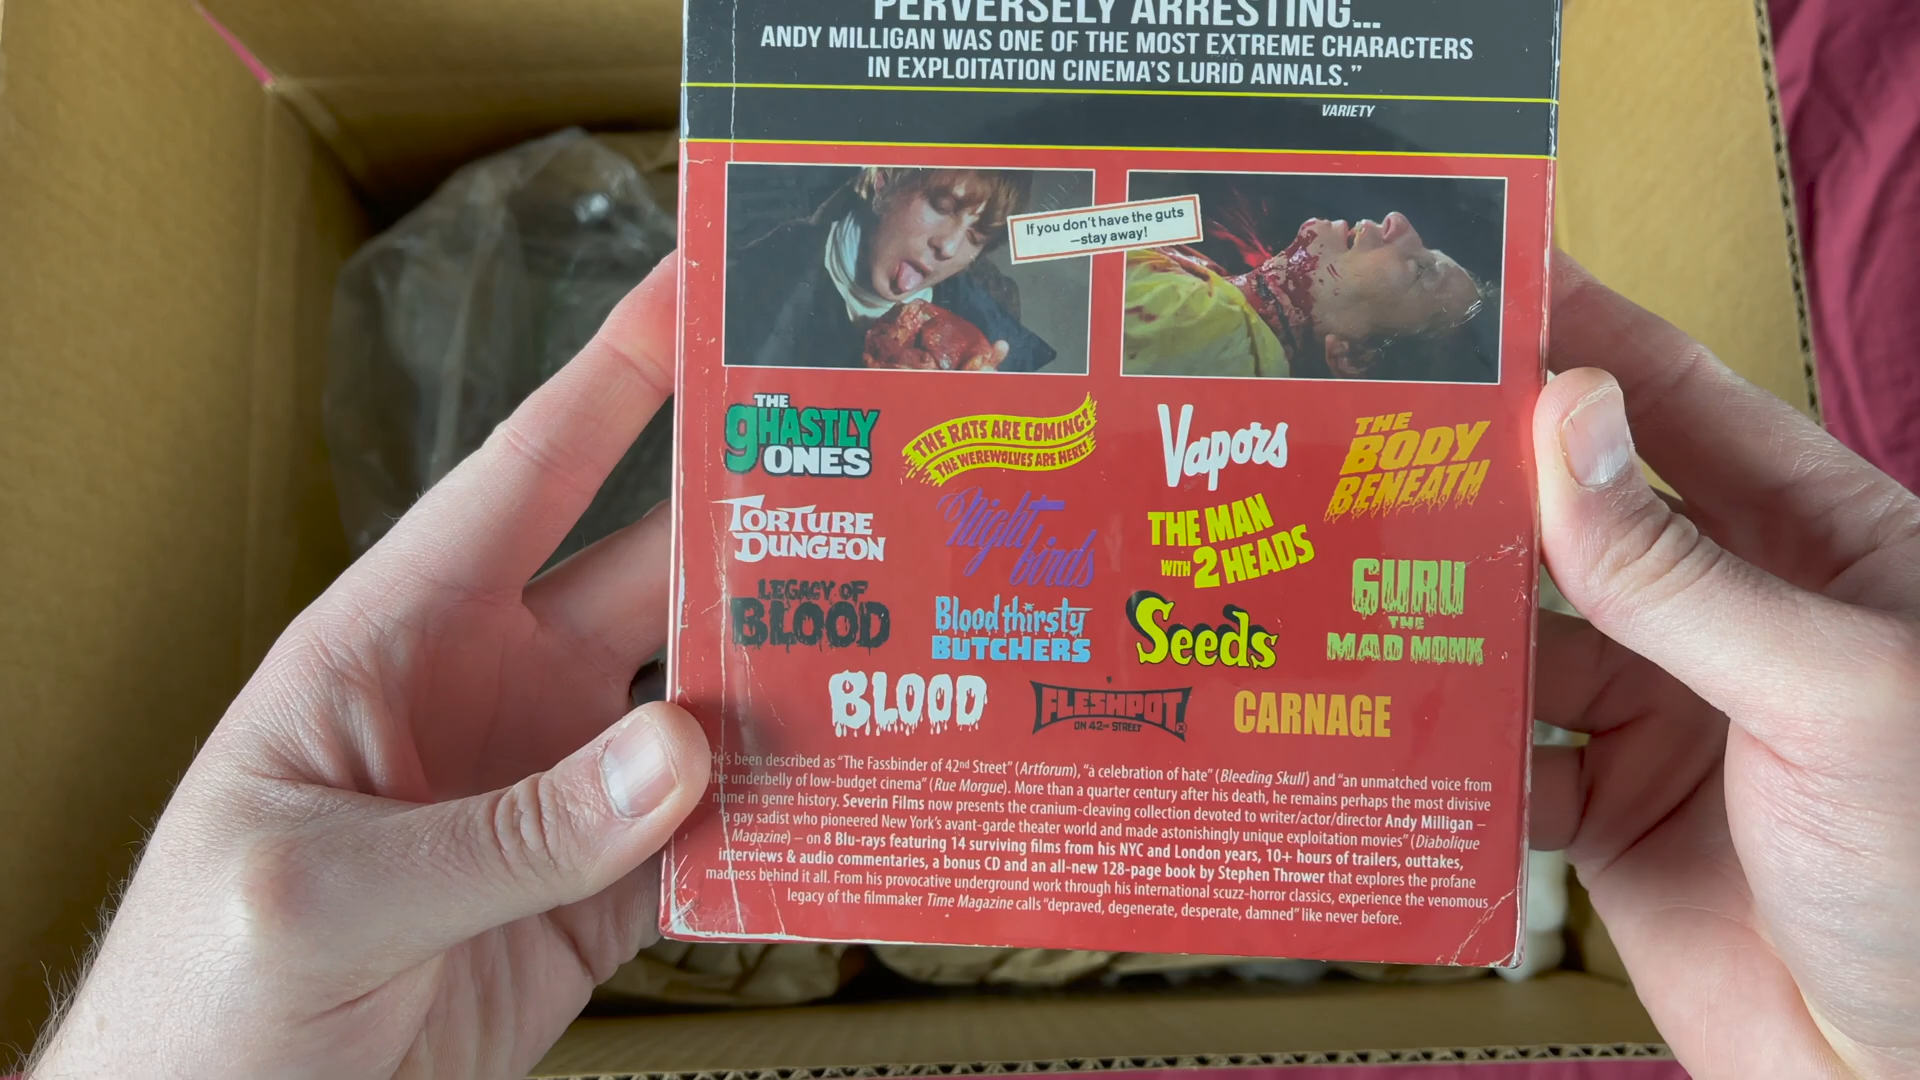 PERVERSELY ARRESTING...
ANDY MILLIGAN WAS ONE OF THE MOST EXTREME CHARACTERS
IN EXPLOITATION CINEMA'S LURID ANNALS."
VARIETY
If you don't have the guts
—stay away!
THE
GHASTLY
ONES
THE RATS ARE COMING!
THE WEREWOLVES ARE HERE!
Vapors
THE
BODY
BENEATH
TORTURE
DUNGEON
Night
birds
THE MAN
WITH 2 HEADS
LEGACY OF
BLOOD
Bloodthirsty
BUTCHERS
Seeds
GURU
THE
MAD MONK
BLOOD
FLESHPOT
ON 42ND STREET
CARNAGE
He's been described as "The Fassbinder of 42nd Street" (Artforum), "a celebration of hate" (Bleeding Skull) and "an unmatched voice from
the underbelly of low-budget cinema" (Rue Morgue). More than a quarter century after his death, he remains perhaps the most divisive
name in genre history. Severin Films now presents the cranium-cleaving collection devoted to writer/actor/director Andy Milligan –
"a gay sadist who pioneered New York's avant-garde theater world and made astonishingly unique exploitation movies" (Diabolique
Magazine) – on 8 Blu-rays featuring 14 surviving films from his NYC and London years, 10+ hours of trailers, outtakes,
interviews & audio commentaries, a bonus CD and an all-new 128-page book by Stephen Thrower that explores the profane
madness behind it all. From his provocative underground work through his international scuzz-horror classics, experience the venomous
legacy of the filmmaker Time Magazine calls "depraved, degenerate, desperate, damned" like never before.